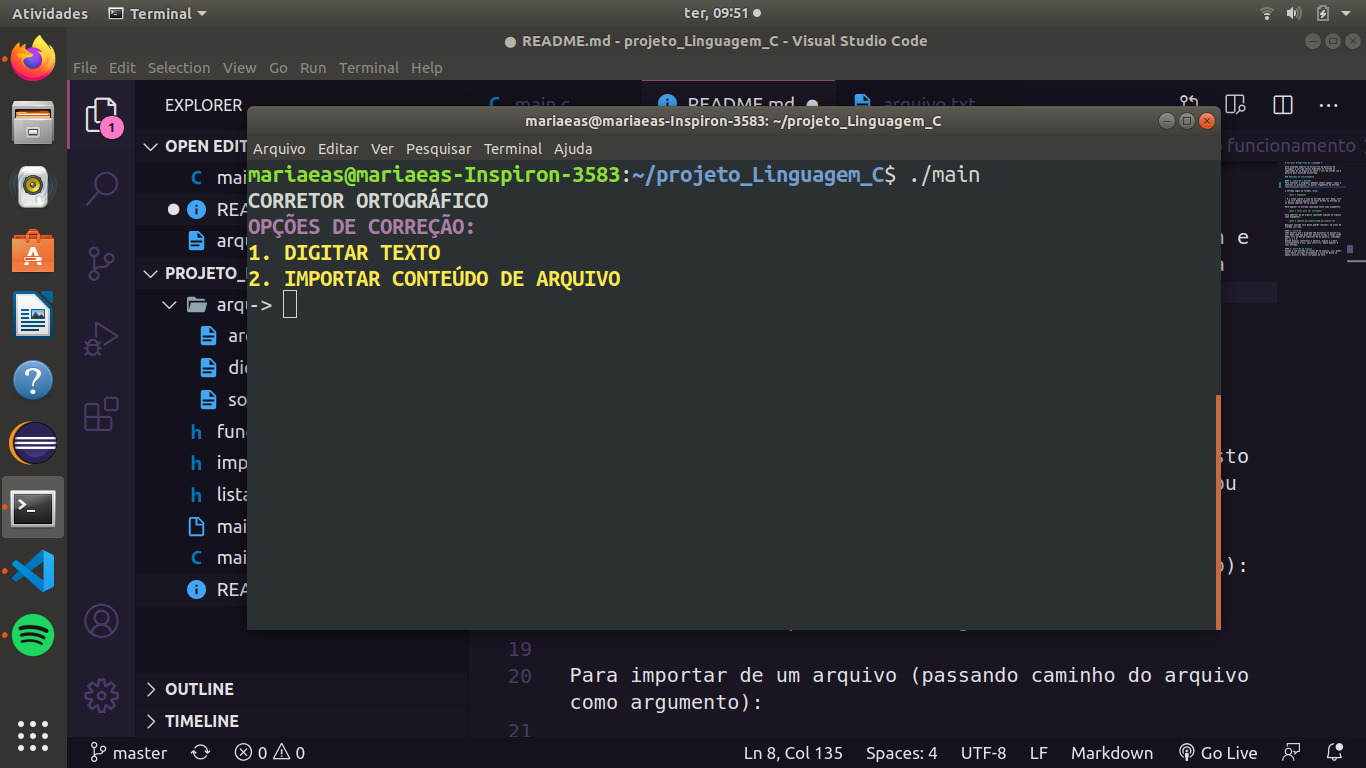 Atividades
Terminal
ter, 09:51
README.md - projeto_Linguagem_C - Visual Studio Code
File Edit Selection View Go Run Terminal Help
EXPLORER
main.c
README.md
arquivo.txt
1
mariaeas@mariaeas-Inspiron-3583: ~/projeto_Linguagem_C
OPEN EDIT
funcionamento
Arquivo Editar Ver Pesquisar Terminal Ajuda
mariaeas@mariaeas-Inspiron-3583:~/projeto_Linguagem_C$ ./main
CORRETOR ORTOGRÁFICO
OPÇÕES DE CORREÇÃO:
1. DIGITAR TEXTO
2. IMPORTAR CONTEÚDO DE ARQUIVO
->
C mai
REA
arqu
PROJETO_
arqu
ar
dic
so
h fun
h imp
h lista
mai
C mai
REA
e
sto
ou
):
19
20 Para importar de um arquivo (passando caminho do arquivo
como argumento):
21
OUTLINE
TIMELINE
master
0
0
Ln 8, Col 135
Spaces: 4
UTF-8
LF
Markdown
Go Live